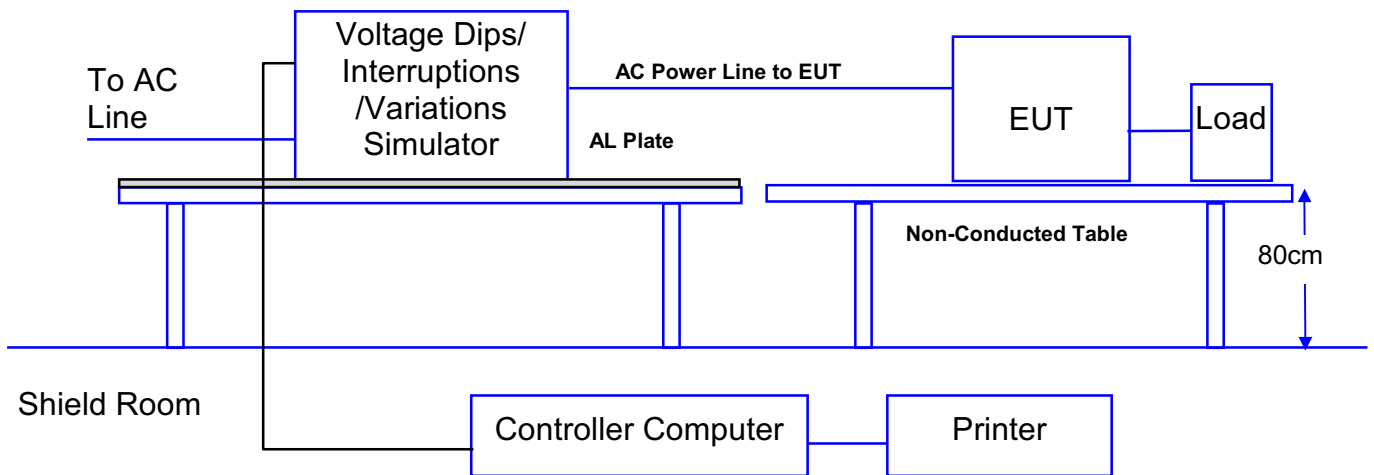 To AC
Line
Voltage Dips/
Interruptions
/Variations
Simulator
AC Power Line to EUT
AL Plate
EUT
Load
Non-Conducted Table
80cm
Shield Room
Controller Computer
Printer